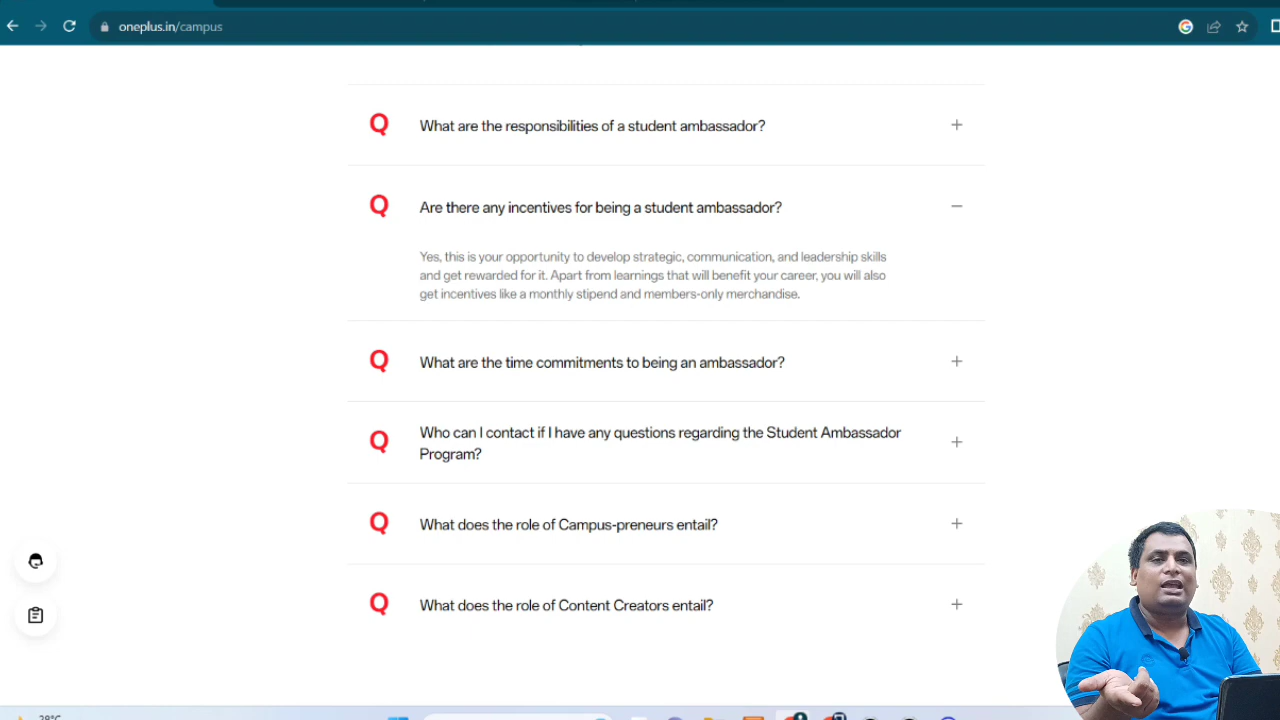 oneplus.in/campus
Q What are the responsibilities of a student ambassador? +
Q Are there any incentives for being a student ambassador? −
Yes, this is your opportunity to develop strategic, communication, and leadership skills
and get rewarded for it. Apart from learnings that will benefit your career, you will also
get incentives like a monthly stipend and members-only merchandise.
Q What are the time commitments to being an ambassador? +
Q Who can I contact if I have any questions regarding the Student Ambassador
Program? +
Q What does the role of Campus-preneurs entail? +
Q What does the role of Content Creators entail? +